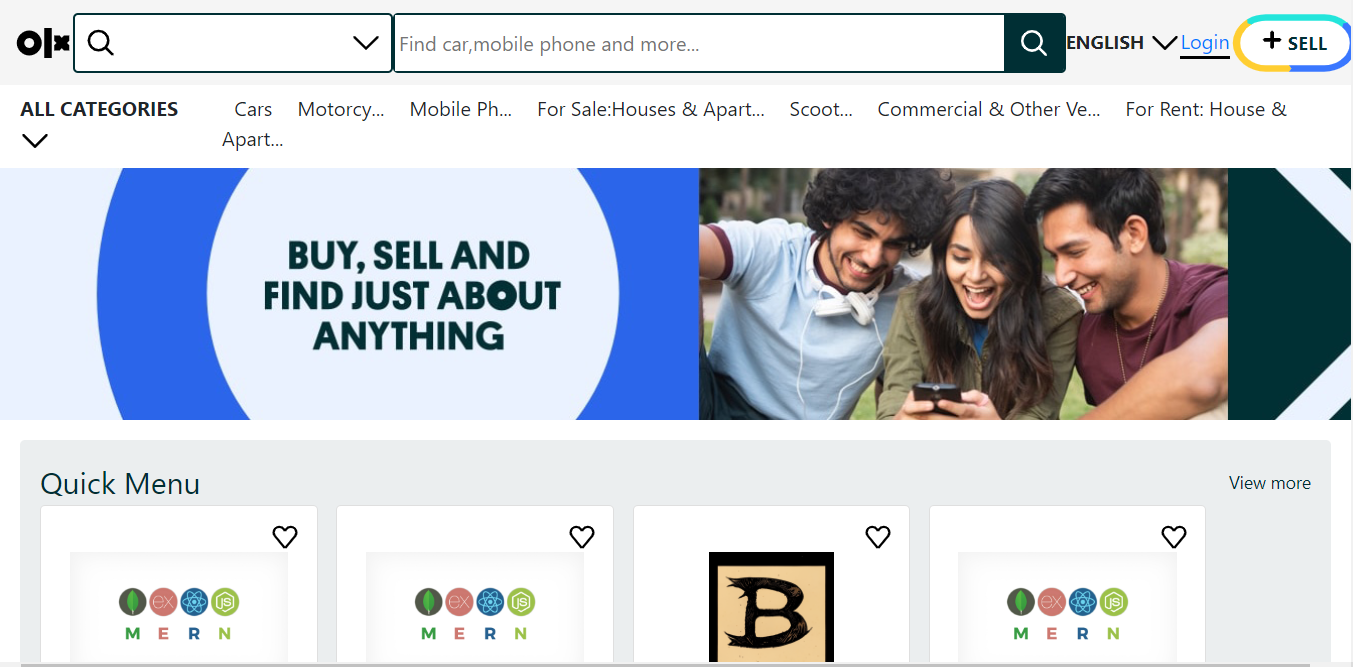 olx
Find car,mobile phone and more...
ENGLISH
Login
+ SELL
ALL CATEGORIES
Cars Motorcy... Mobile Ph... For Sale:Houses & Apart... Scoot... Commercial & Other Ve... For Rent: House &
Apart...
BUY, SELL AND
FIND JUST ABOUT
ANYTHING
Quick Menu
View more
EX JS
M E R N
EX JS
M E R N
B
EX JS
M E R N